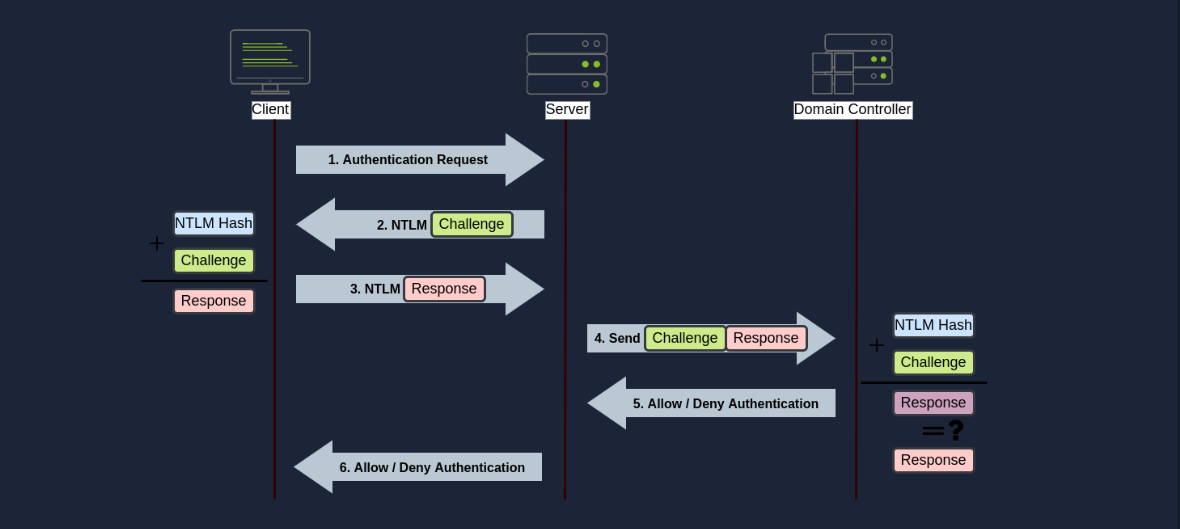 Client
Server
Domain Controller
1. Authentication Request
2. NTLM Challenge
NTLM Hash
+
Challenge
Response
3. NTLM Response
4. Send Challenge Response
NTLM Hash
+
Challenge
Response
=?
Response
5. Allow / Deny Authentication
6. Allow / Deny Authentication